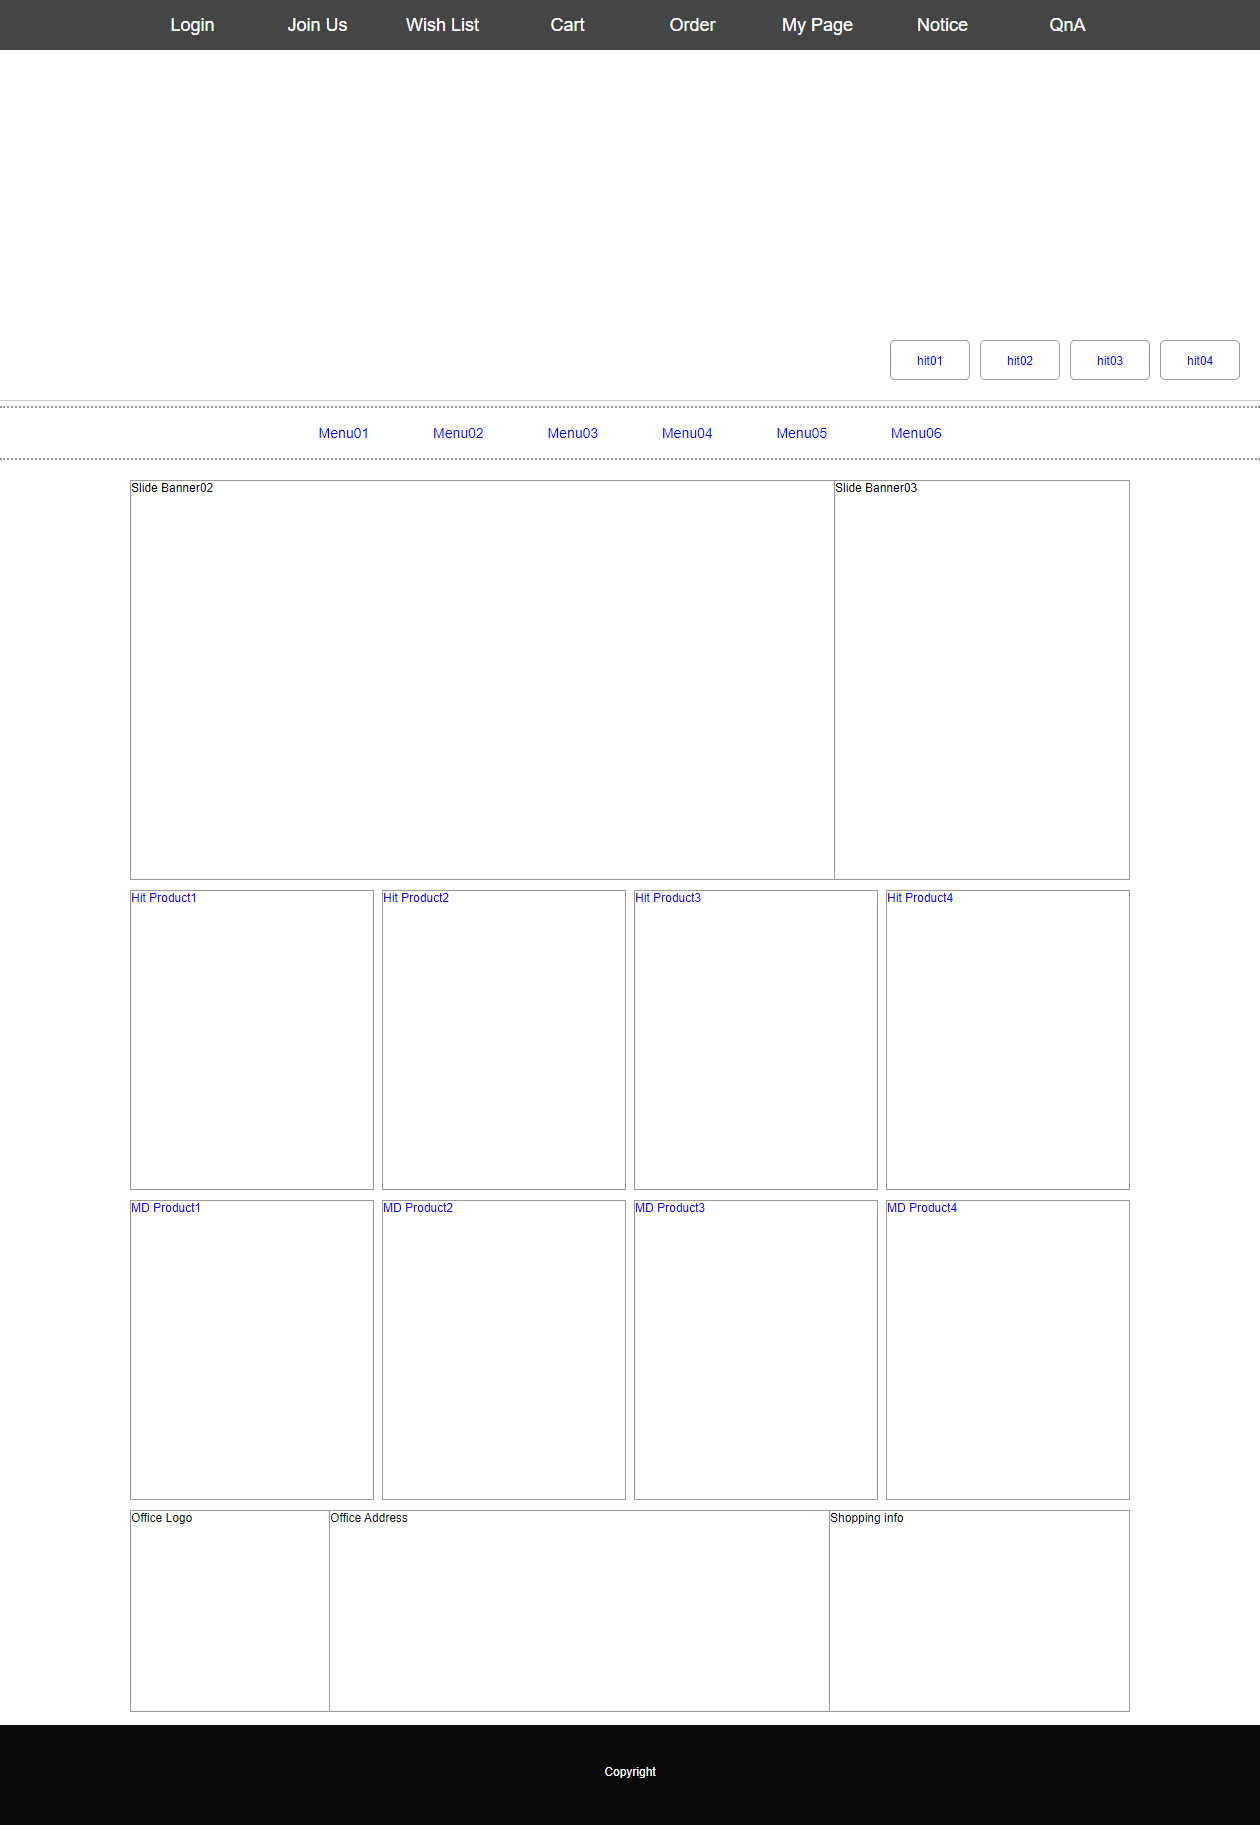 Login Join Us Wish List Cart Order My Page Notice QnA
hit01 hit02 hit03 hit04
Menu01 Menu02 Menu03 Menu04 Menu05 Menu06
Slide Banner02 Slide Banner03
Hit Product1 Hit Product2 Hit Product3 Hit Product4
MD Product1 MD Product2 MD Product3 MD Product4
Office Logo Office Address Shopping info
Copyright